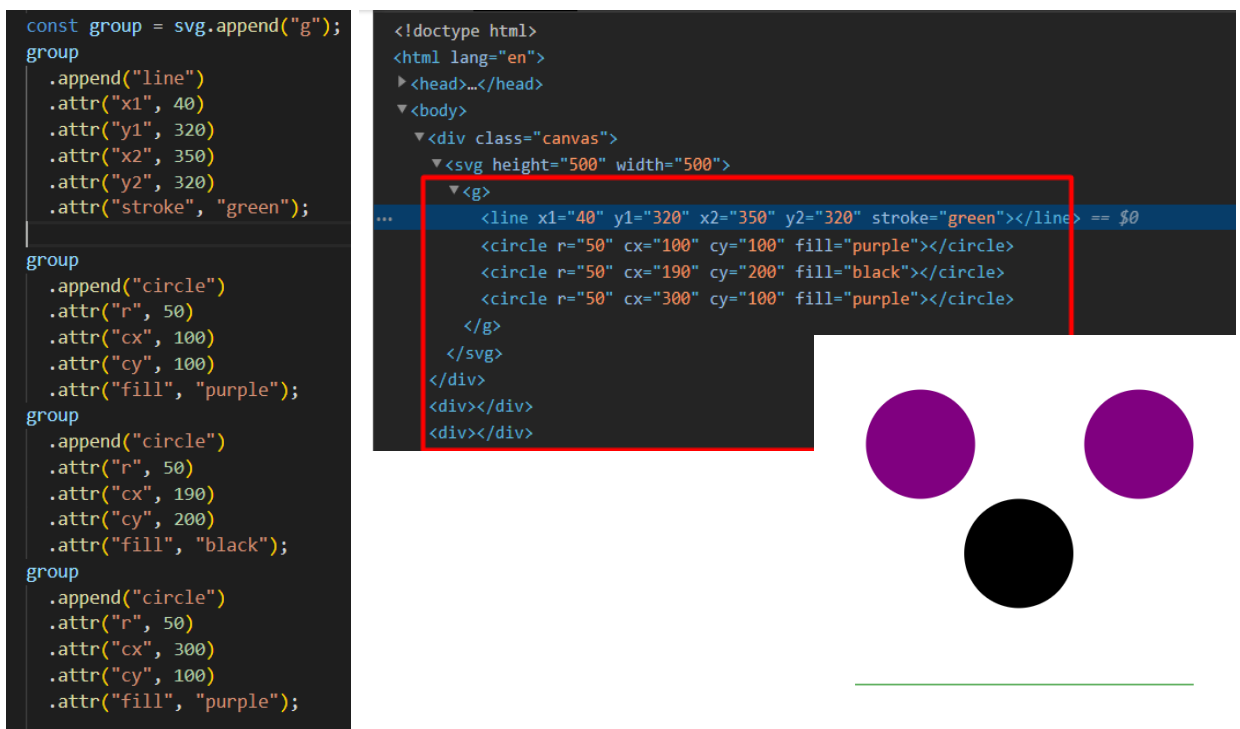 const group = svg.append("g");
group
.append("line")
.attr("x1", 40)
.attr("y1", 320)
.attr("x2", 350)
.attr("y2", 320)
.attr("stroke", "green");
group
.append("circle")
.attr("r", 50)
.attr("cx", 100)
.attr("cy", 100)
.attr("fill", "purple");
group
.append("circle")
.attr("r", 50)
.attr("cx", 190)
.attr("cy", 200)
.attr("fill", "black");
group
.append("circle")
.attr("r", 50)
.attr("cx", 300)
.attr("cy", 100)
.attr("fill", "purple");
<!doctype html>
<html lang="en">
<head>…</head>
<body>
<div class="canvas">
<svg height="500" width="500">
<g>
<line x1="40" y1="320" x2="350" y2="320" stroke="green"></line> == $0
<circle r="50" cx="100" cy="100" fill="purple"></circle>
<circle r="50" cx="190" cy="200" fill="black"></circle>
<circle r="50" cx="300" cy="100" fill="purple"></circle>
</g>
</svg>
</div>
<div></div>
<div></div>